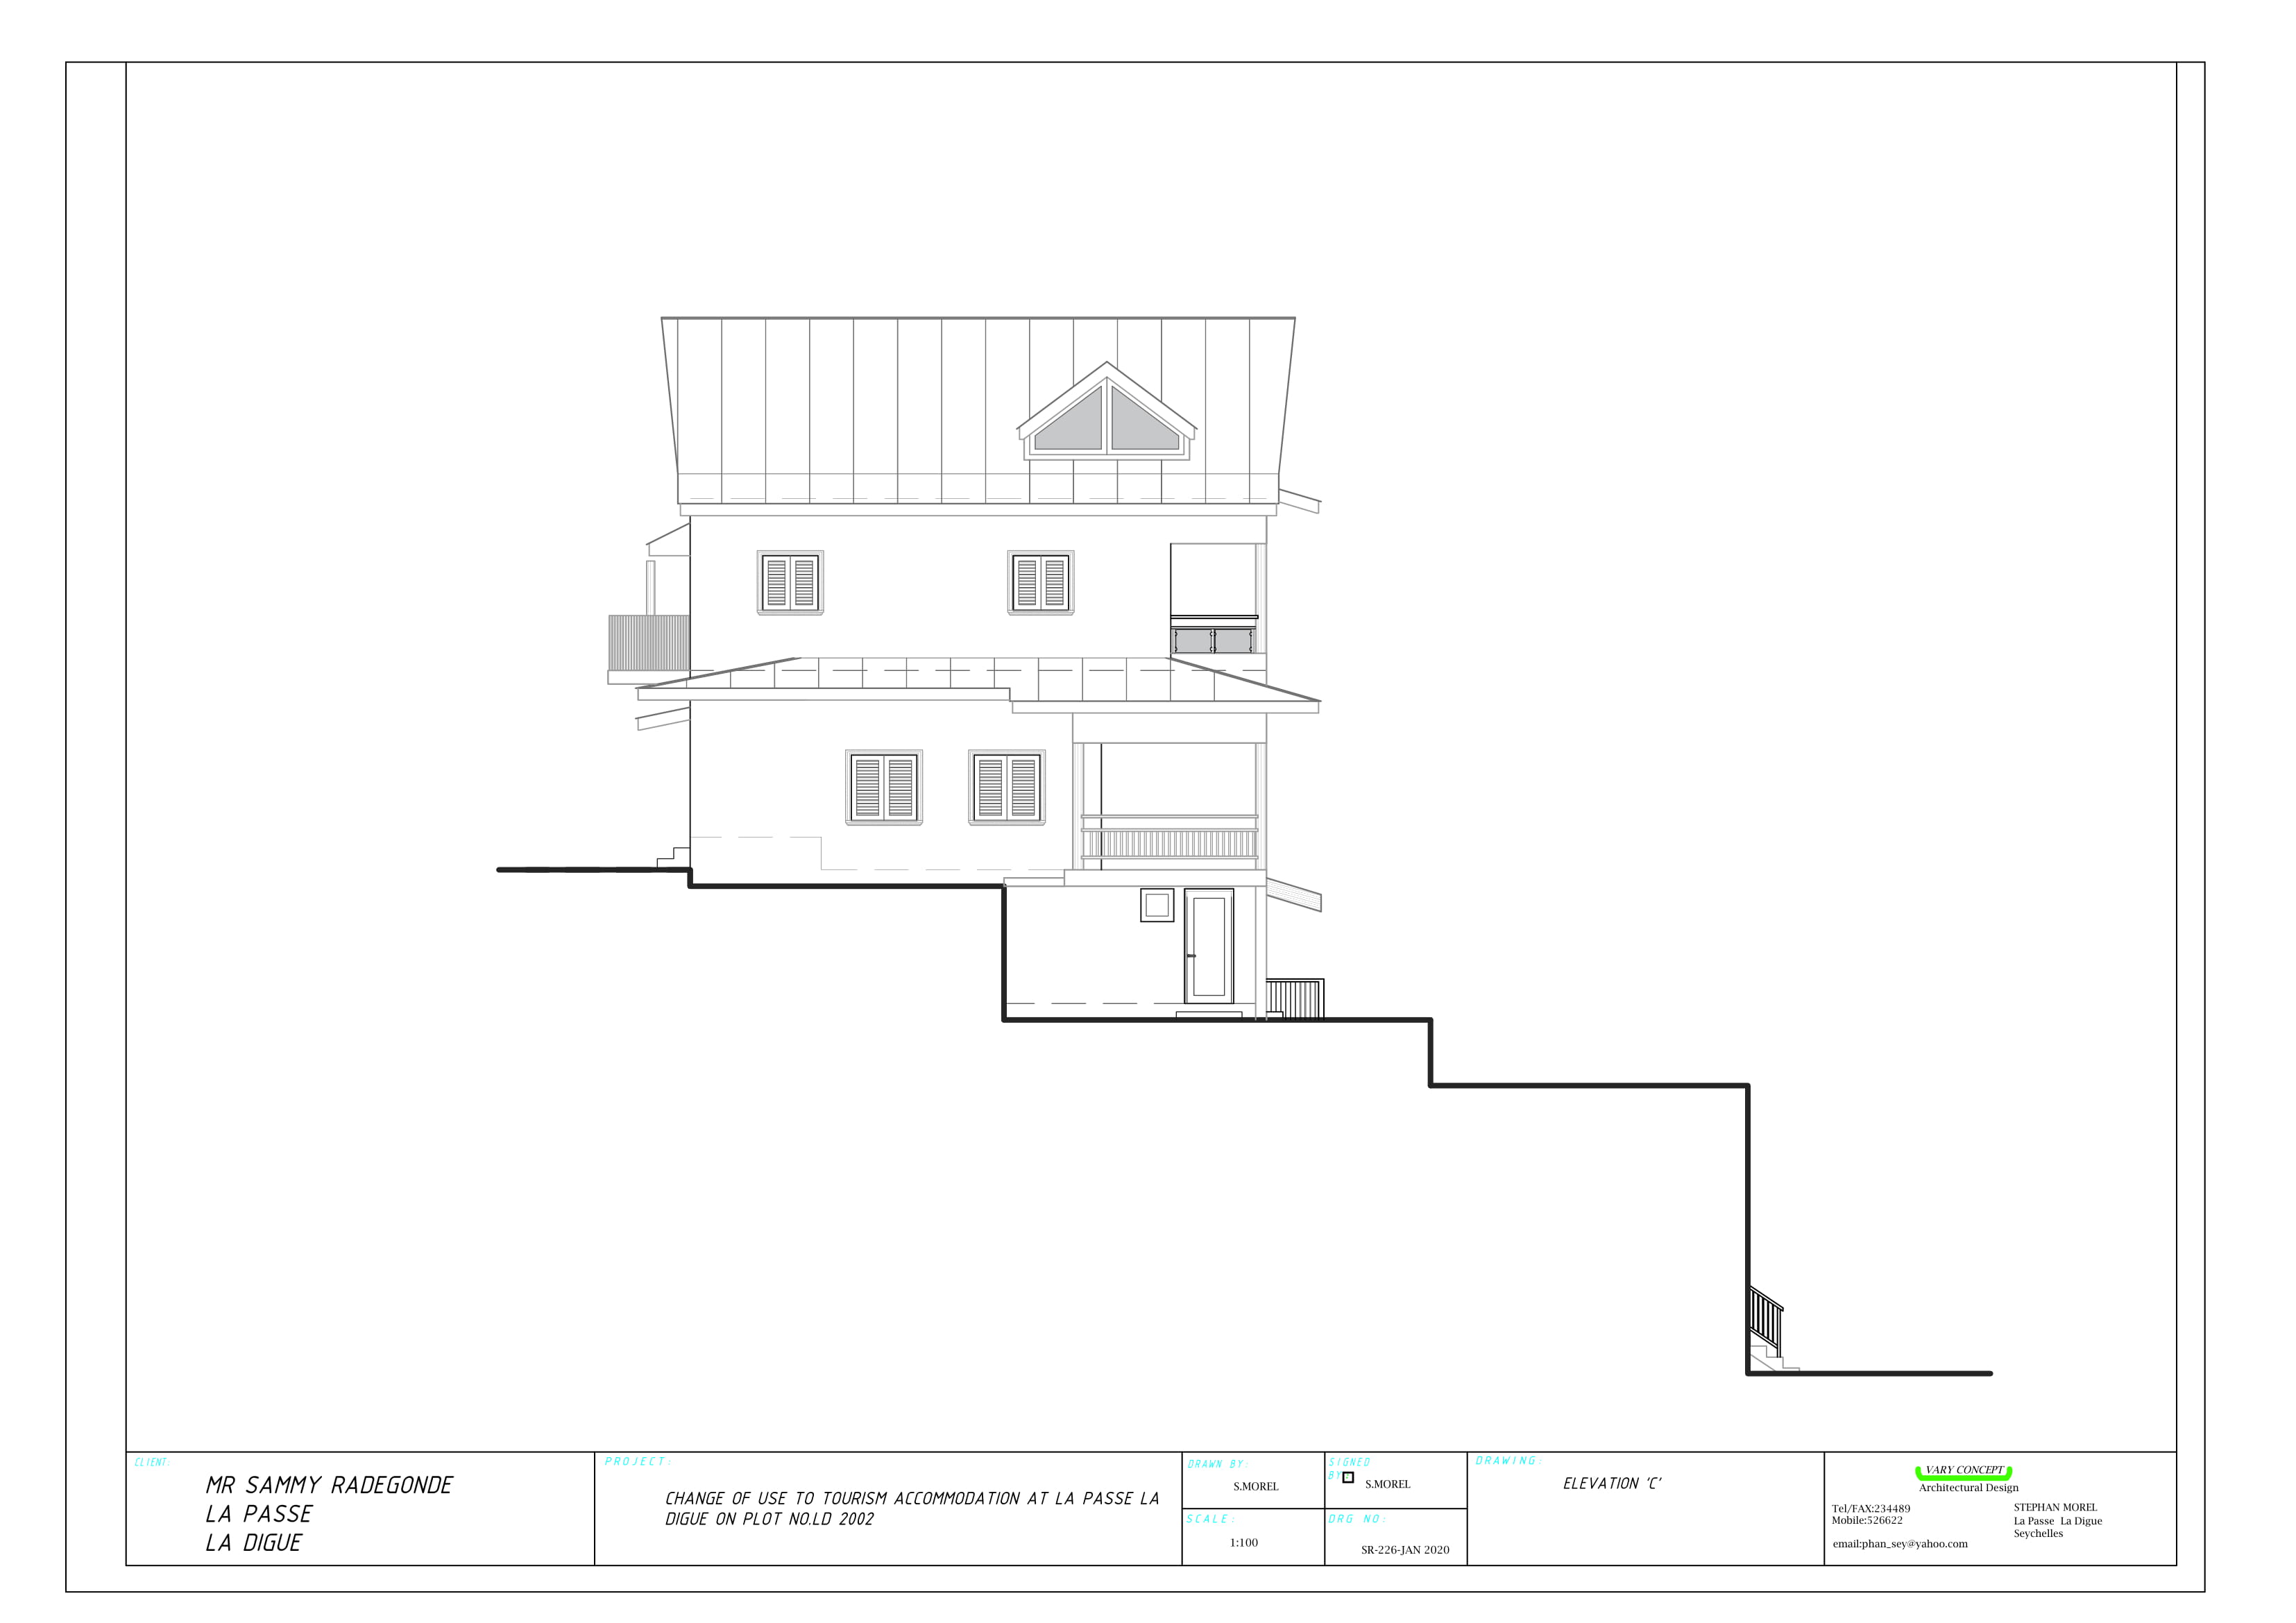 CLIENT:
MR SAMMY RADEGONDE
LA PASSE
LA DIGUE
PROJECT:
CHANGE OF USE TO TOURISM ACCOMMODATION AT LA PASSE LA
DIGUE ON PLOT NO.LD 2002
DRAWN BY:
S.MOREL
SIGNED
BY:
S.MOREL
SCALE:
1:100
DRG NO:
SR-226-JAN 2020
DRAWING:
ELEVATION 'C'
VARY CONCEPT
Architectural Design
Tel/FAX:234489
Mobile:526622
email:phan_sey@yahoo.com
STEPHAN MOREL
La Passe La Digue
Seychelles